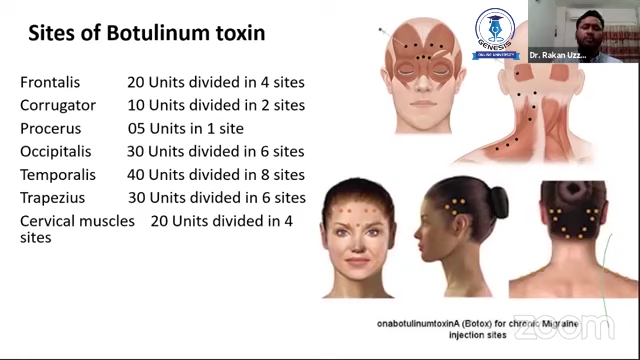 Sites of Botulinum toxin
GENESIS
ONLINE UNIVERSITY
Dr. Rakan Uzz...
Frontalis 20 Units divided in 4 sites
Corrugator 10 Units divided in 2 sites
Procerus 05 Units in 1 site
Occipitalis 30 Units divided in 6 sites
Temporalis 40 Units divided in 8 sites
Trapezius 30 Units divided in 6 sites
Cervical muscles 20 Units divided in 4
sites
onabotulinumtoxinA (Botox) for chronic Migraine
injection sites
zoom